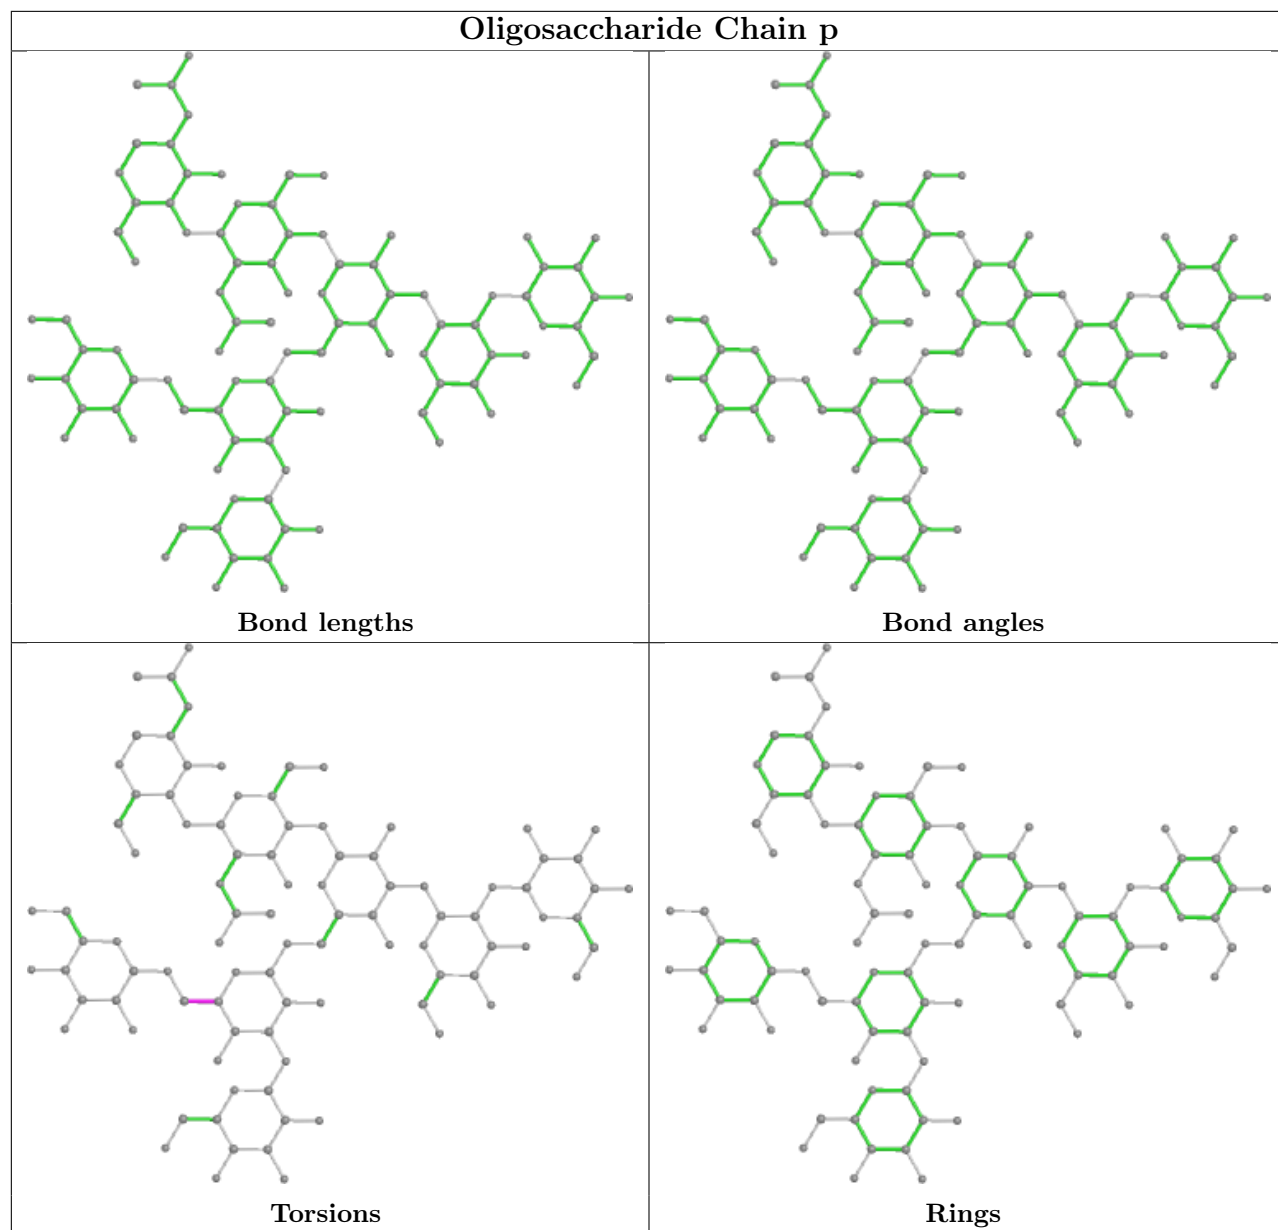 Oligosaccharide Chain p
Bond lengths
Bond angles
Torsions
Rings